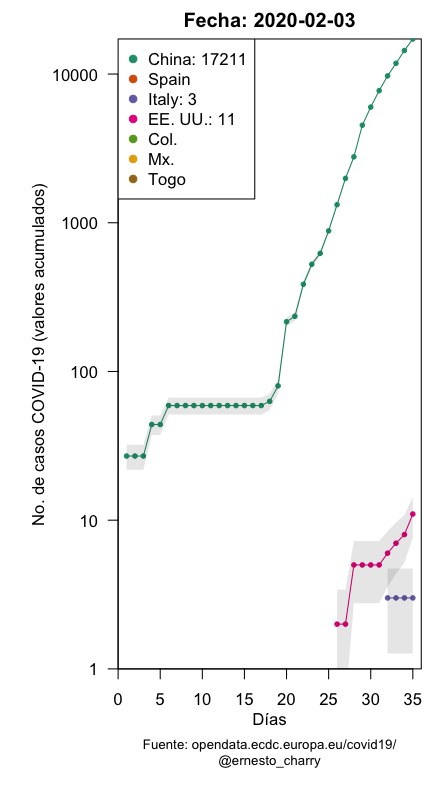 Fecha: 2020-02-03
China: 17211
Spain
Italy: 3
EE. UU.: 11
Col.
Mx.
Togo
No. de casos COVID-19 (valores acumulados)
10000
1000
100
10
1
0 5 10 15 20 25 30 35
Días
Fuente: opendata.ecdc.europa.eu/covid19/
@ernesto_charry